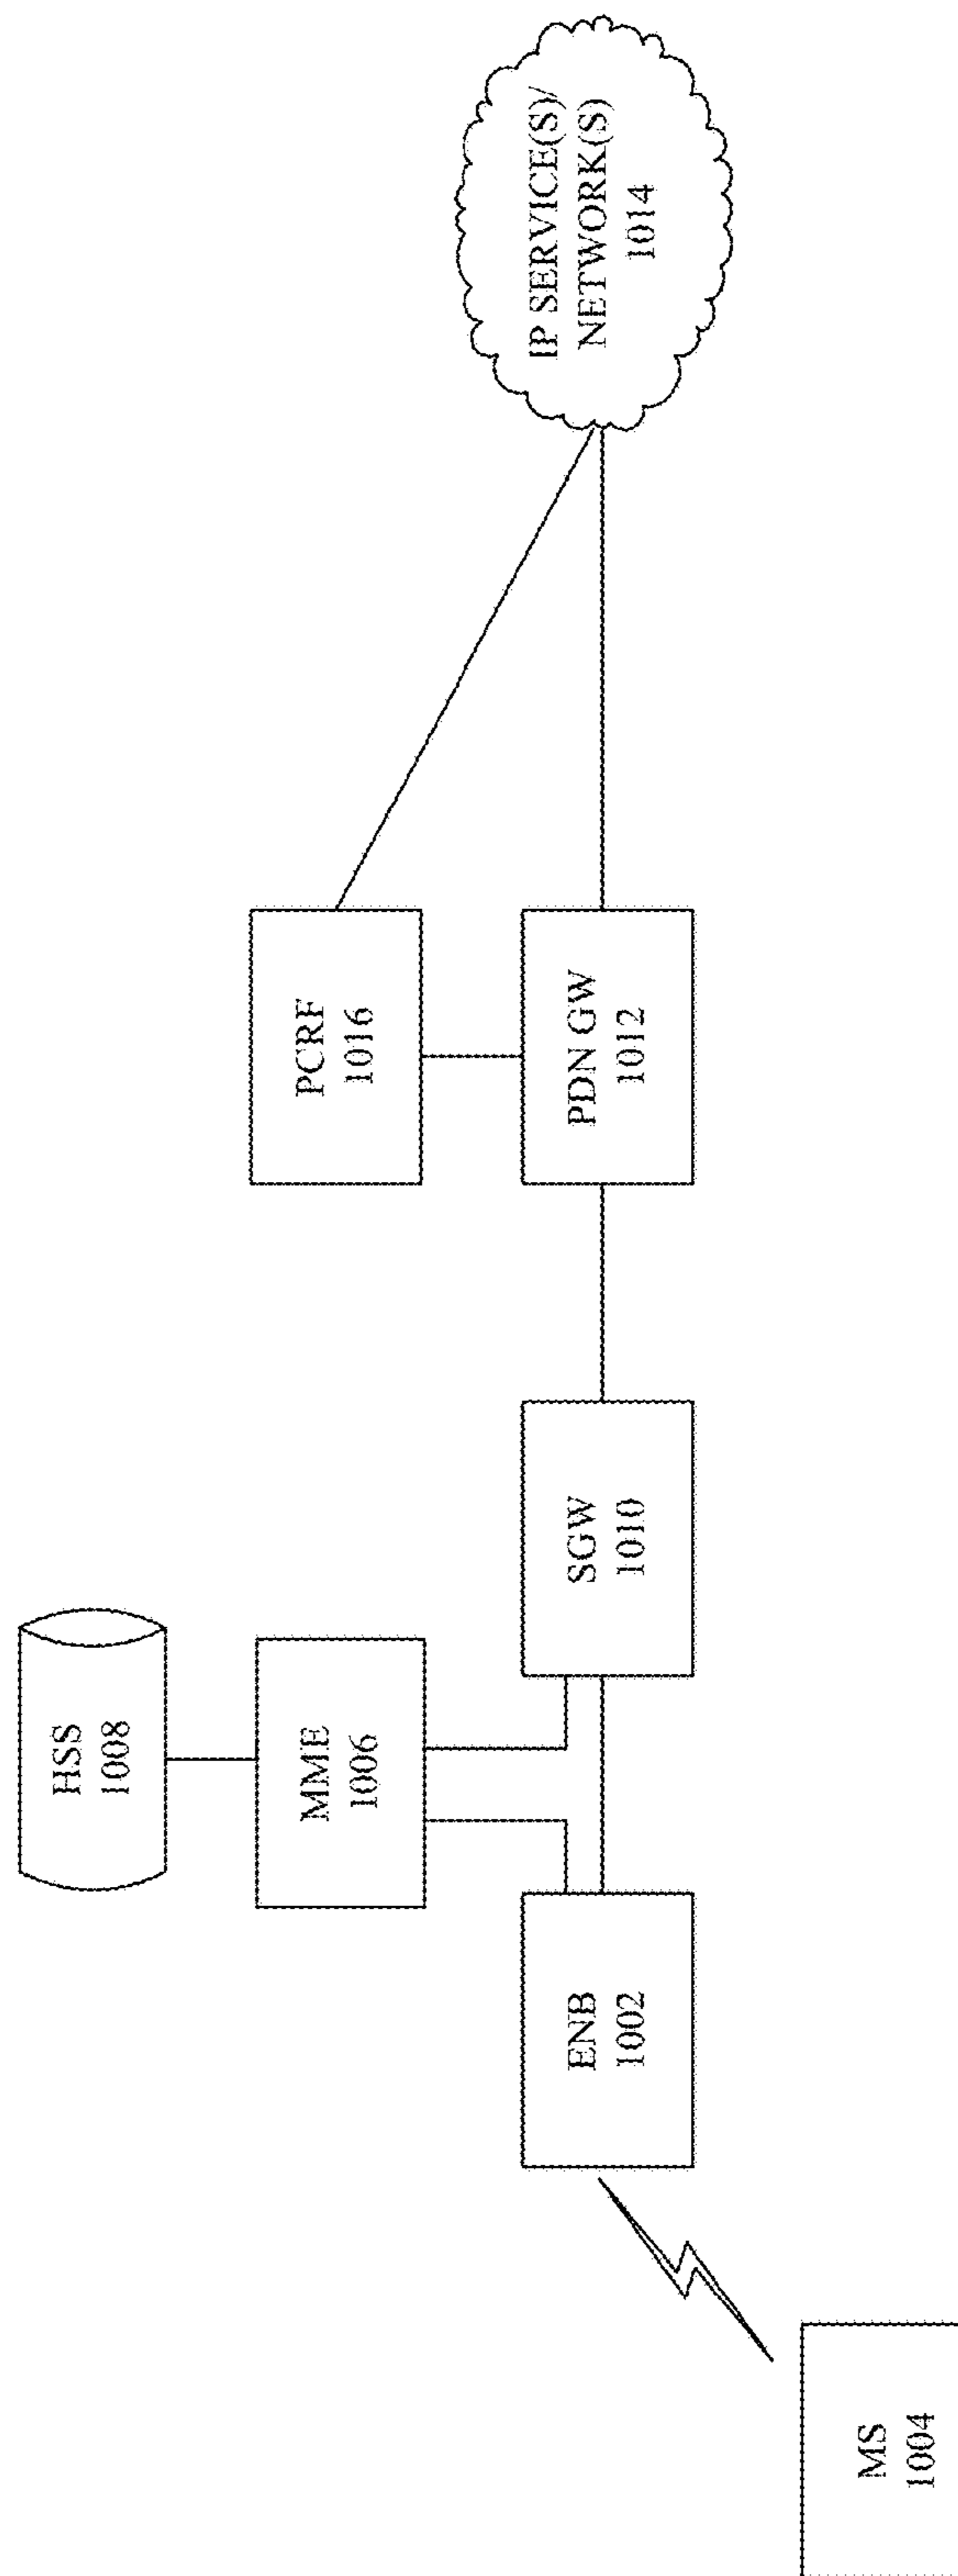 HSS
1008
MME
1006
PCRF
1016
IP SERVICE(S)/
NETWORK(S)
1014
MS
1004
ENB
1002
SGW
1010
PDN GW
1012